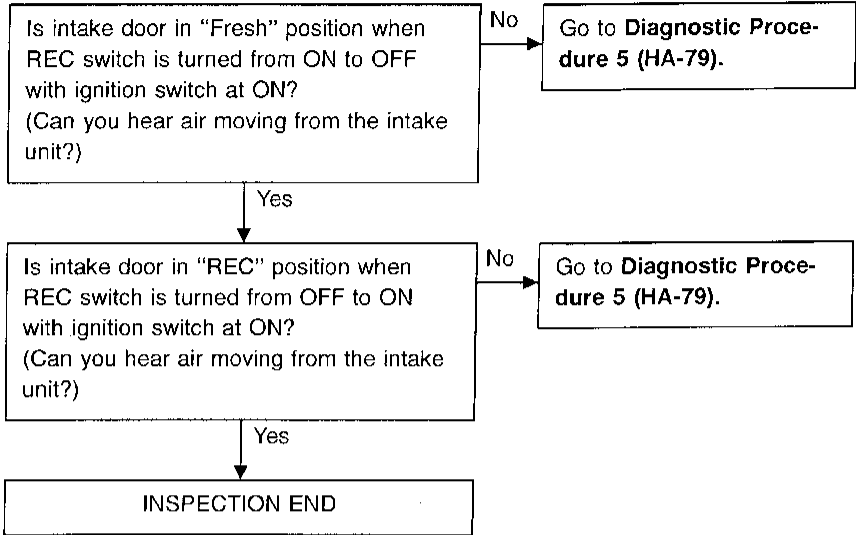 Is intake door in “Fresh” position when
REC switch is turned from ON to OFF
with ignition switch at ON?
(Can you hear air moving from the intake
unit?)
No
Go to Diagnostic Proce-
dure 5 (HA-79).
Yes
Is intake door in “REC” position when
REC switch is turned from OFF to ON
with ignition switch at ON?
(Can you hear air moving from the intake
unit?)
No
Go to Diagnostic Proce-
dure 5 (HA-79).
Yes
INSPECTION END